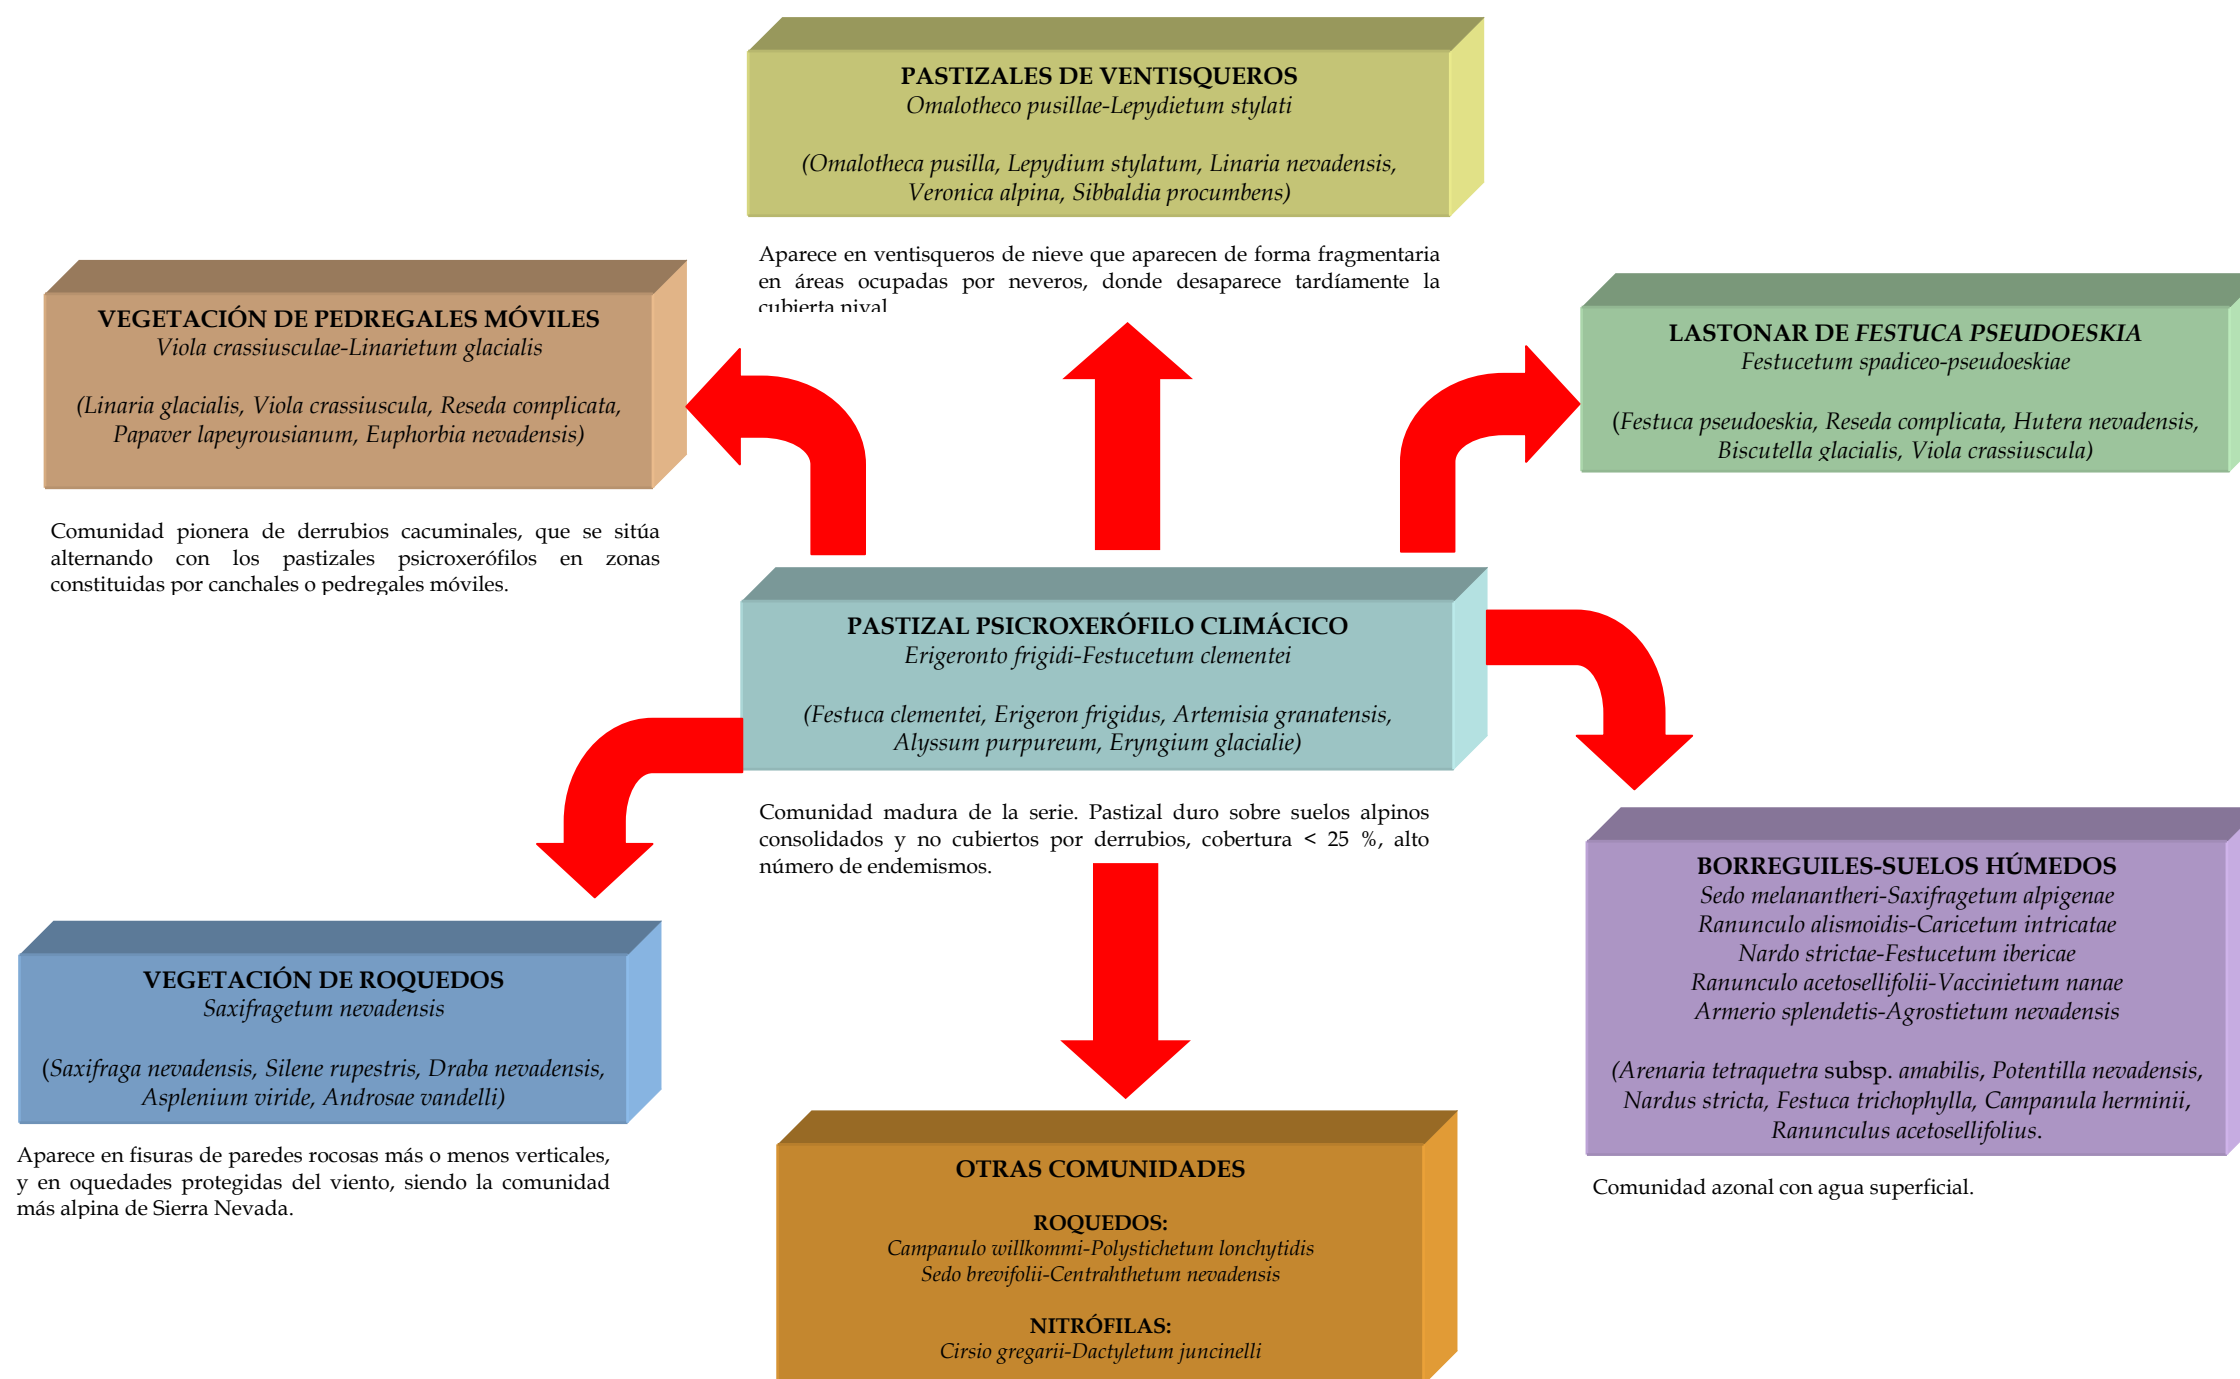 PASTIZALES DE VENTISQUEROS
Omalotheco pusillae-Lepydietum stylati
(Omalotheca pusilla, Lepydium stylatum, Linaria nevadensis,
Veronica alpina, Sibbaldia procumbens)
Aparece en ventisqueros de nieve que aparecen de forma fragmentaria
en áreas ocupadas por neveros, donde desaparece tardíamente la
cubierta nival
VEGETACIÓN DE PEDREGALES MÓVILES
Viola crassiusculae-Linarietum glacialis
(Linaria glacialis, Viola crassiuscula, Reseda complicata,
Papaver lapeyrousianum, Euphorbia nevadensis)
Comunidad pionera de derrubios cacuminales, que se sitúa
alternando con los pastizales psicroxerófilos en zonas
constituidas por canchales o pedregales móviles.
LASTONAR DE FESTUCA PSEUDOESKIA
Festucetum spadiceo-pseudoeskiae
(Festuca pseudoeskia, Reseda complicata, Hutera nevadensis,
Biscutella glacialis, Viola crassiuscula)
PASTIZAL PSICROXERÓFILO CLIMÁCICO
Erigeronto frigidi-Festucetum clementei
(Festuca clementei, Erigeron frigidus, Artemisia granatensis,
Alyssum purpureum, Eryngium glacialie)
Comunidad madura de la serie. Pastizal duro sobre suelos alpinos
consolidados y no cubiertos por derrubios, cobertura < 25 %, alto
número de endemismos.
VEGETACIÓN DE ROQUEDOS
Saxifragetum nevadensis
(Saxifraga nevadensis, Silene rupestris, Draba nevadensis,
Asplenium viride, Androsae vandelli)
Aparece en fisuras de paredes rocosas más o menos verticales,
y en oquedades protegidas del viento, siendo la comunidad
más alpina de Sierra Nevada.
BORREGUILES-SUELOS HÚMEDOS
Sedo melanantheri-Saxifragetum alpigenae
Ranunculo alismoidis-Caricetum intricatae
Nardo strictae-Festucetum ibericae
Ranunculo acetosellifolii-Vaccinietum nanae
Armerio splendetis-Agrostietum nevadensis
(Arenaria tetraquetra subsp. amabilis, Potentilla nevadensis,
Nardus stricta, Festuca trichophylla, Campanula herminii,
Ranunculus acetosellifolius.
Comunidad azonal con agua superficial.
OTRAS COMUNIDADES
ROQUEDOS:
Campanulo willkommi-Polystichetum lonchytidis
Sedo brevifolii-Centrahthetum nevadensis
NITRÓFILAS:
Cirsio gregarii-Dactyletum juncinelli